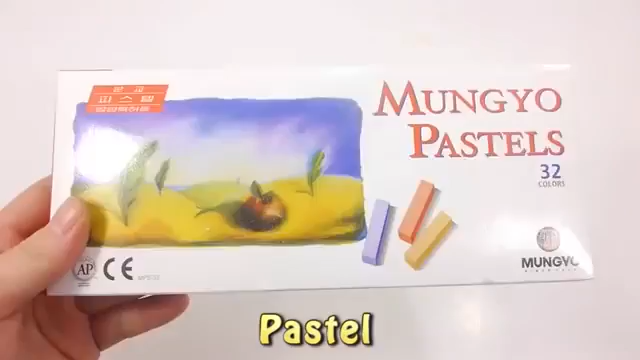 문교
파스텔
MUNGYO
PASTELS
32
COLORS
AP
CE
MUNGYO
Pastel